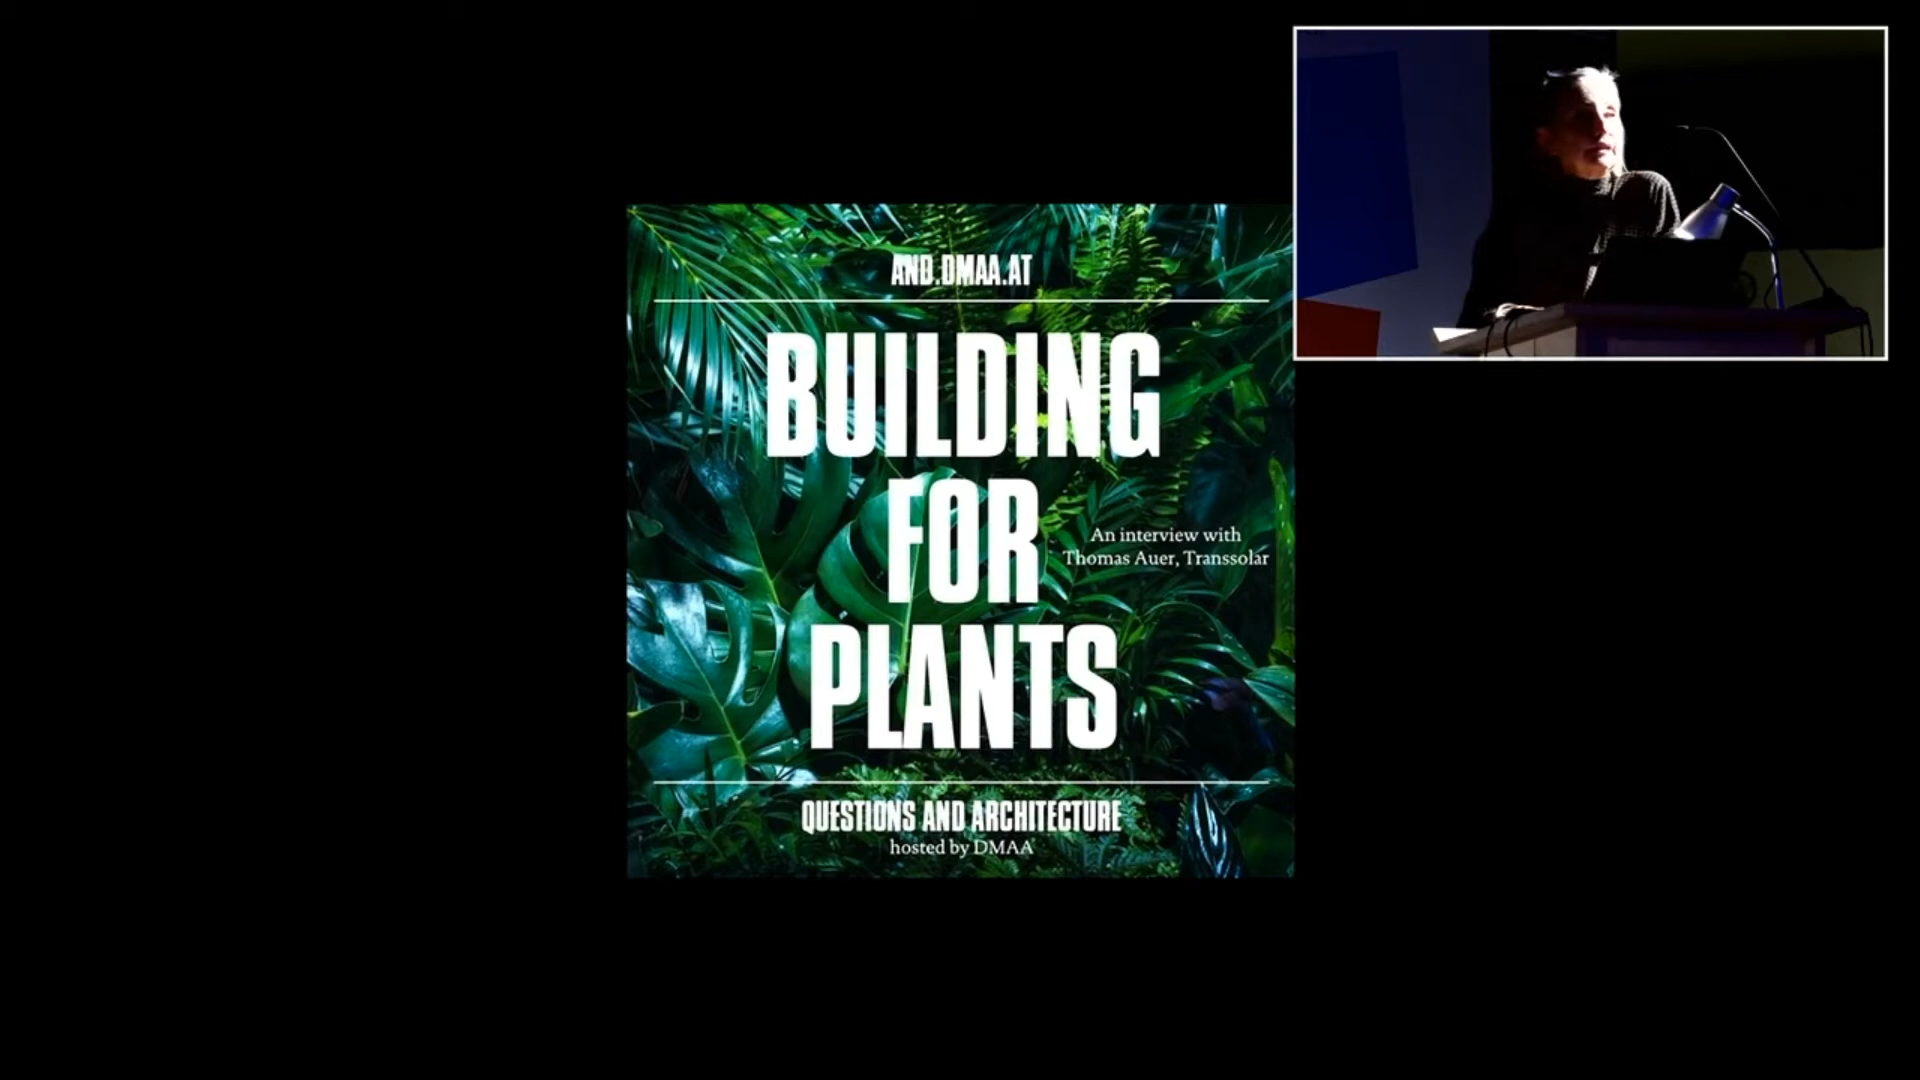 AND.DMAA.AT
BUILDING
FOR
An interview with
Thomas Auer, Transsolar
PLANTS
QUESTIONS AND ARCHITECTURE
hosted by DMAA